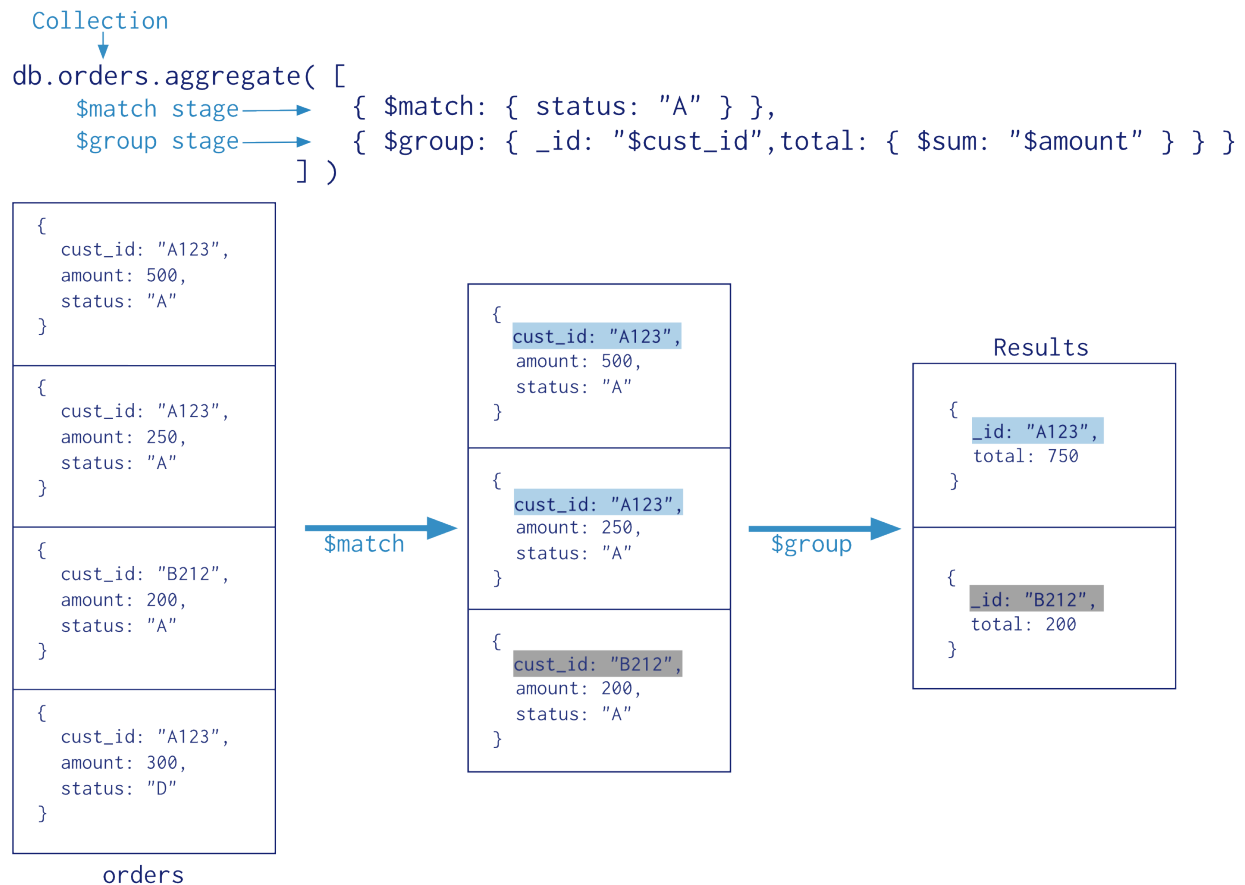 Collection
db.orders.aggregate( [
$match stage
{ $match: { status: "A" } },
$group stage
{ $group: { _id: "$cust_id",total: { $sum: "$amount" } } }
] )
{
cust_id: "A123",
amount: 500,
status: "A"
}
{
cust_id: "A123",
amount: 250,
status: "A"
}
{
cust_id: "B212",
amount: 200,
status: "A"
}
{
cust_id: "A123",
amount: 300,
status: "D"
}
orders
$match
{
cust_id: "A123",
amount: 500,
status: "A"
}
{
cust_id: "A123",
amount: 250,
status: "A"
}
{
cust_id: "B212",
amount: 200,
status: "A"
}
$group
Results
{
_id: "A123",
total: 750
}
{
_id: "B212",
total: 200
}